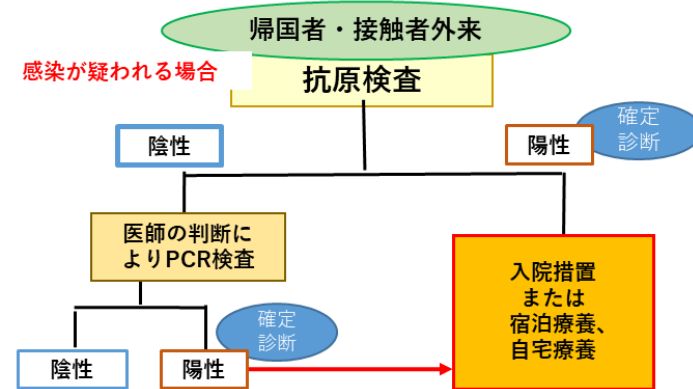 帰国者・接触者外来
感染が疑われる場合
抗原検査
陰性
陽性
確定
診断
医師の判断に
よりPCR検査
入院措置
または
宿泊療養、
自宅療養
確定
診断
陰性
陽性